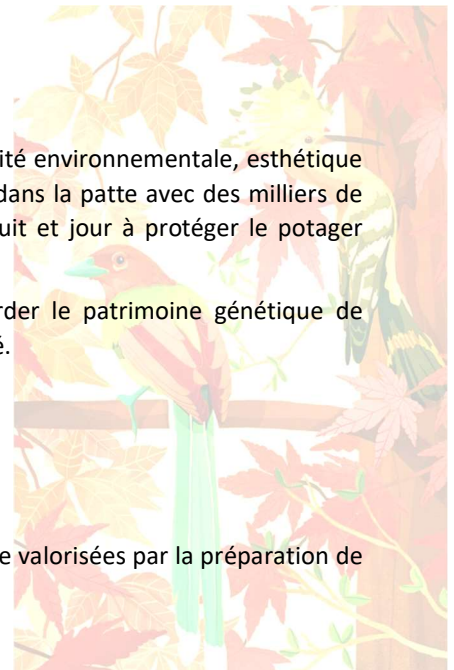 ité environnementale, esthétique
dans la patte avec des milliers de
uit et jour à protéger le potager
rder le patrimoine génétique de
é.
e valorisées par la préparation de